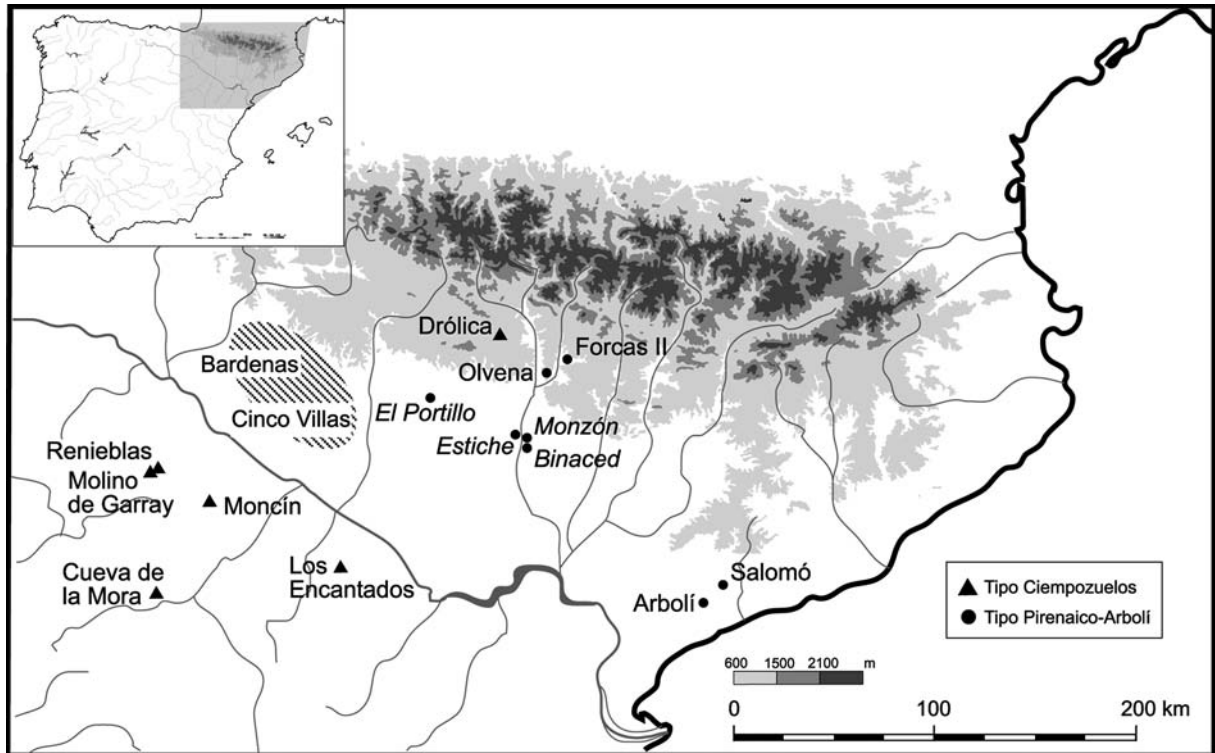 Drólica
Forcas II
Olvena
Bardenas
Cinco Villas
El Portillo
Monzón
Estiche
Binaced
Renieblas
Molino
de Garray
Moncín
Cueva de
la Mora
Los
Encantados
Salomó
Arbolí
Tipo Ciempozuelos
Tipo Pirenaico-Arbolí
600 1500 2100 m
0 100 200 km